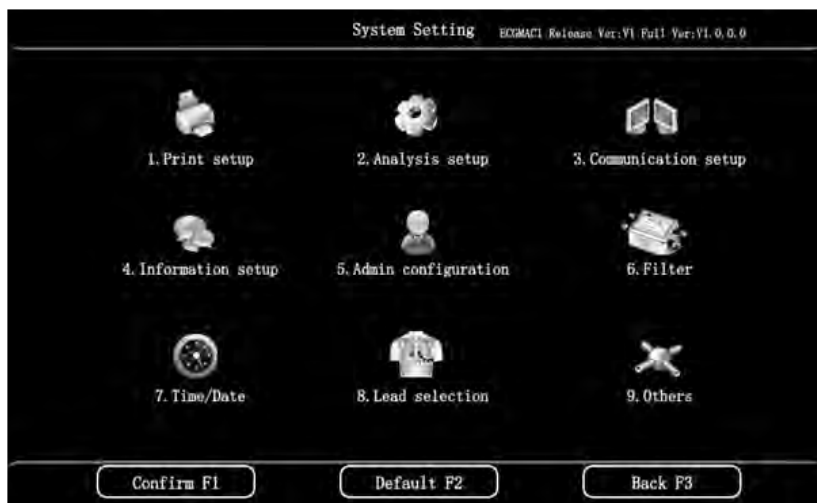 System Setting ECGMAC1 Release Ver:V1 Full Ver:V1.0.0.0
1.Print setup 2.Analysis setup 3.Communication setup
4.Information setup 5.Admin configuration 6.Filter
7.Time/Date 8.Lead selection 9.Others
Confirm F1 Default F2 Back F3